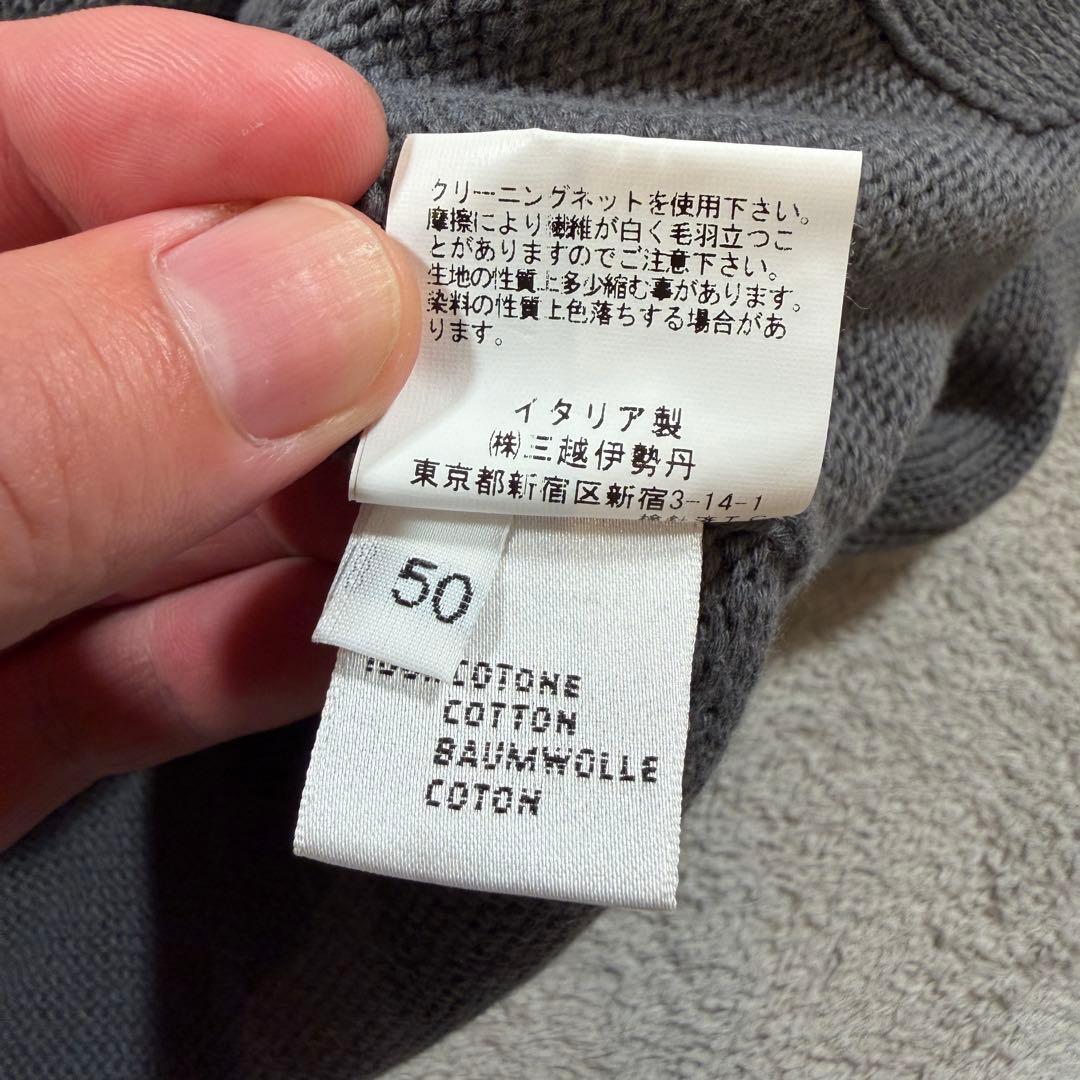 クリーニングネットを使用下さい。
摩擦により繊維が白く毛羽立つこ
とがありますのでご注意下さい。
生地の性質上多少縮む事があります。
染料の性質上色落ちする場合があ
ります。
イタリア製
㈱三越伊勢丹
東京都新宿区新宿3-14-1
50
COTONE
COTTON
BAUMWOLLE
COTON